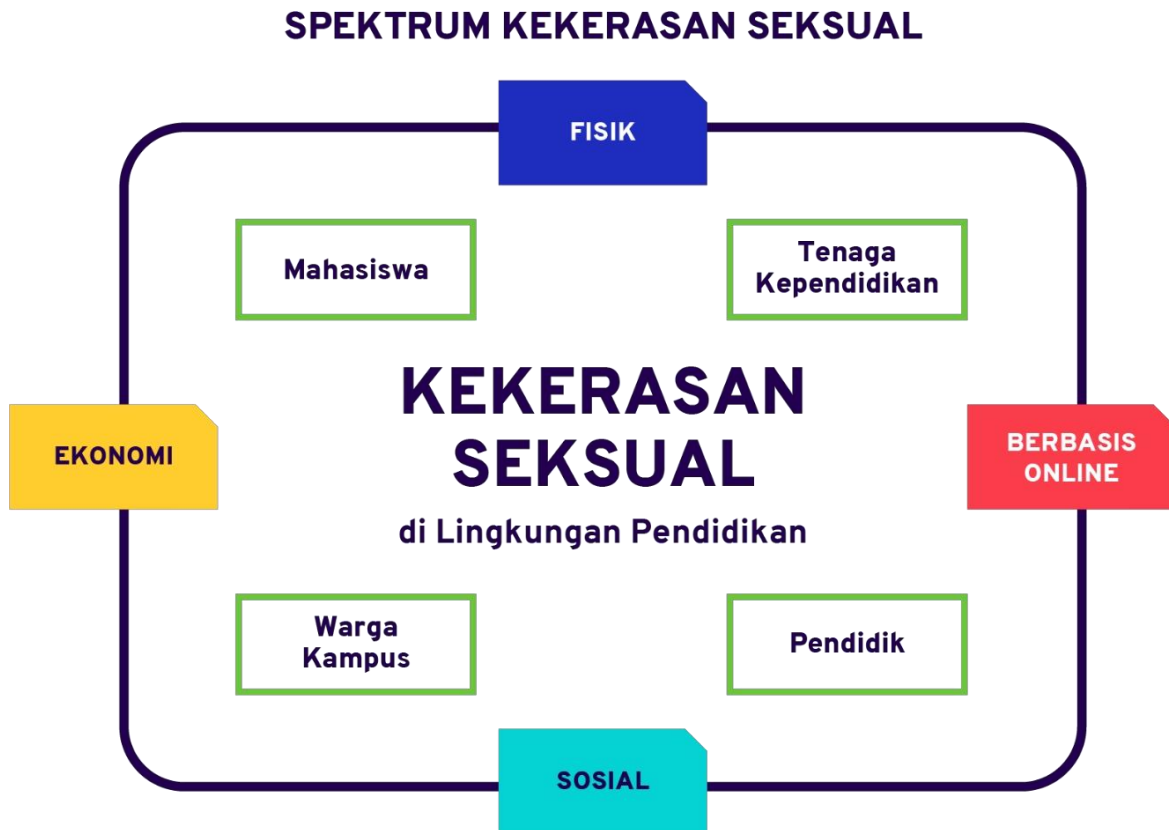 SPEKTRUM KEKERASAN SEKSUAL
FISIK
Mahasiswa
Tenaga
Kependidikan
KEKERASAN
SEKSUAL
di Lingkungan Pendidikan
EKONOMI
BERBASIS
ONLINE
Warga
Kampus
Pendidik
SOSIAL